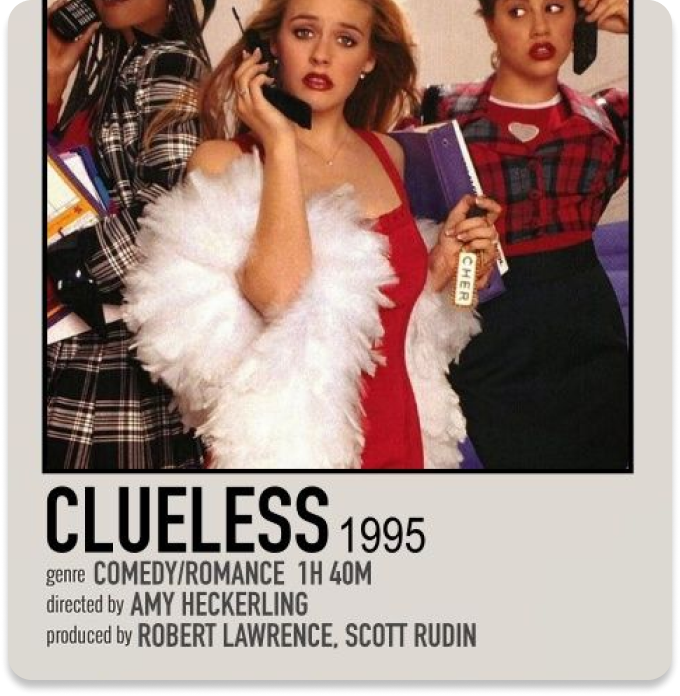 CHER
CLUELESS 1995
genre COMEDY/ROMANCE 1H 40M
directed by AMY HECKERLING
produced by ROBERT LAWRENCE, SCOTT RUDIN